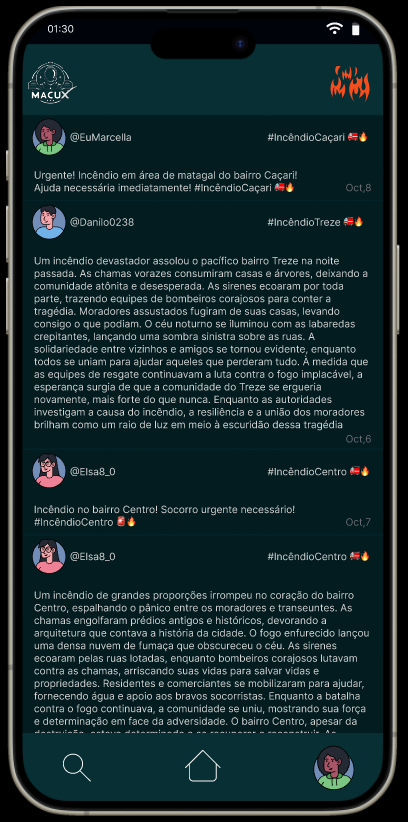 01:30
MACUX
@EuMarcella #IncêndioCaçari 🚒🔥
Urgente! Incêndio em área de matagal do bairro Caçari!
Ajuda necessária imediatamente! #IncêndioCaçari 🚒🔥 Oct,8
@Danilo0238 #IncêndioTreze 🚒🔥
Um incêndio devastador assolou o pacífico bairro Treze na noite
passada. As chamas vorazes consumiram casas e árvores, deixando a
comunidade atônita e desesperada. As sirenes ecoaram por toda
parte, trazendo equipes de bombeiros corajosos para conter a
tragédia. Moradores assustados fugiram de suas casas, levando
consigo o que podiam. O céu noturno se iluminou com as labaredas
crepitantes, lançando uma sombra sinistra sobre as ruas. A
solidariedade entre vizinhos e amigos se tornou evidente, enquanto
todos se uniam para ajudar aqueles que perderam tudo. À medida que
as equipes de resgate continuavam a luta contra o fogo implacável, a
esperança surgia de que a comunidade do Treze se ergueria
novamente, mais forte do que nunca. Enquanto as autoridades
investigam a causa do incêndio, a resiliência e a união dos moradores
brilham como um raio de luz em meio à escuridão dessa tragédia
Oct,6
@Elsa8_0 #IncêndioCentro 🚒🔥
Incêndio no bairro Centro! Socorro urgente necessário!
#IncêndioCentro 🚨🔥 Oct,7
@Elsa8_0 #IncêndioCentro 🚒🔥
Um incêndio de grandes proporções irrompeu no coração do bairro
Centro, espalhando o pânico entre os moradores e transeuntes. As
chamas engolfaram prédios antigos e históricos, devorando a
arquitetura que contava a história da cidade. O fogo enfurecido lançou
uma densa nuvem de fumaça que obscureceu o céu. As sirenes
ecoaram pelas ruas lotadas, enquanto bombeiros corajosos lutavam
contra as chamas, arriscando suas vidas para salvar vidas e
propriedades. Residentes e comerciantes se mobilizaram para ajudar,
fornecendo água e apoio aos bravos socorristas. Enquanto a batalha
contra o fogo continuava, a comunidade se uniu, mostrando sua força
e determinação em face da adversidade. O bairro Centro, apesar da
destruição, estava determinado a se recuperar e reconstruir. As